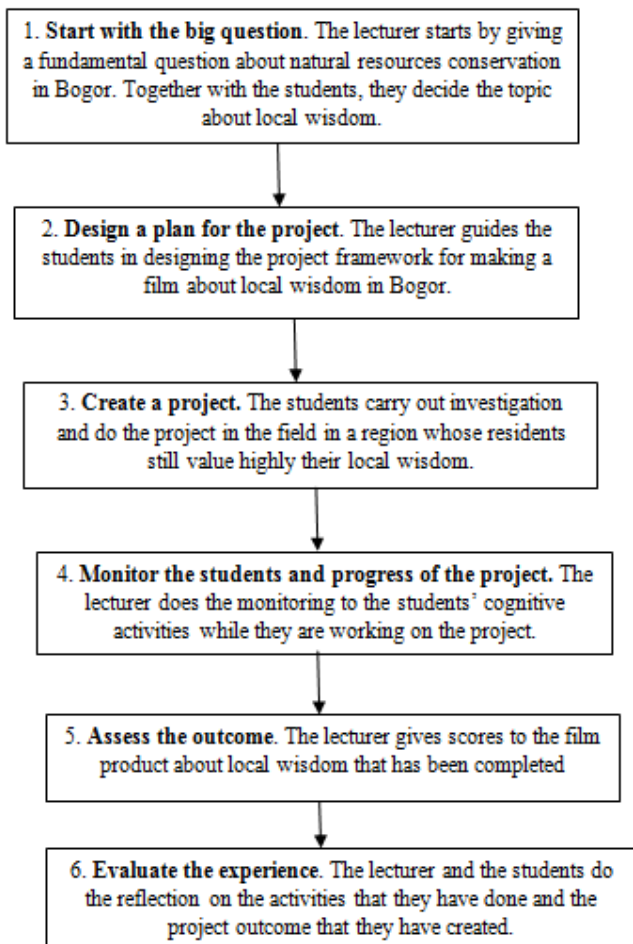 1. Start with the big question. The lecturer starts by giving
a fundamental question about natural resources conservation
in Bogor. Together with the students, they decide the topic
about local wisdom.
2. Design a plan for the project. The lecturer guides the
students in designing the project framework for making a
film about local wisdom in Bogor.
3. Create a project. The students carry out investigation
and do the project in the field in a region whose residents
still value highly their local wisdom.
4. Monitor the students and progress of the project. The
lecturer does the monitoring to the students’ cognitive
activities while they are working on the project.
5. Assess the outcome. The lecturer gives scores to the film
product about local wisdom that has been completed
6. Evaluate the experience. The lecturer and the students do
the reflection on the activities that they have done and the
project outcome that they have created.